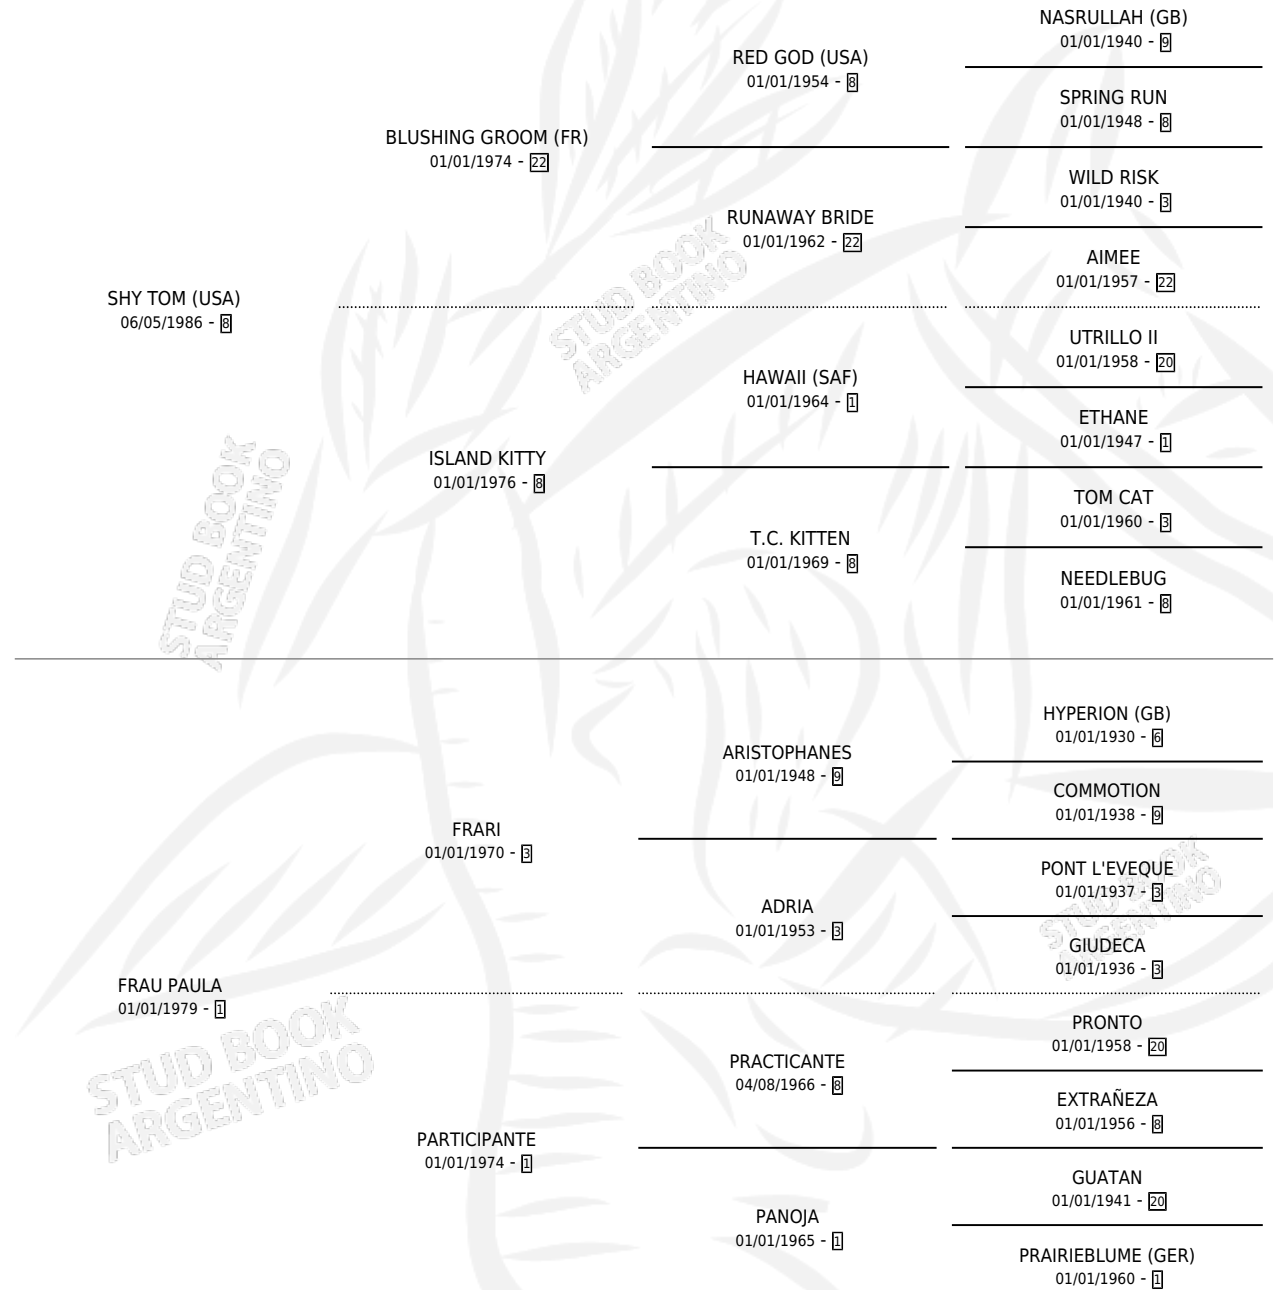 NASRULLAH (GB)
01/01/1940 - 9
RED GOD (USA)
01/01/1954 - 8
SPRING RUN
01/01/1948 - 8
BLUSHING GROOM (FR)
01/01/1974 - 22
WILD RISK
01/01/1940 - 3
RUNAWAY BRIDE
01/01/1962 - 22
AIMEE
01/01/1957 - 22
SHY TOM (USA)
06/05/1986 - 8
STUD BOOK
ARGENTINO
UTRILLO II
01/01/1958 - 20
HAWAII (SAF)
01/01/1964 - 1
ETHANE
01/01/1947 - 1
ISLAND KITTY
01/01/1976 - 8
TOM CAT
01/01/1960 - 3
T.C. KITTEN
01/01/1969 - 8
NEEDLEBUG
01/01/1961 - 8
STUD BOOK
ARGENTINO
HYPERION (GB)
01/01/1930 - 6
ARISTOPHANES
01/01/1948 - 9
COMMOTION
01/01/1938 - 9
FRARI
01/01/1970 - 3
PONT L'EVEQUE
01/01/1937 - 3
ADRIA
01/01/1953 - 3
GIUDECA
01/01/1936 - 3
STUD BOOK
ARGENTINO
FRAU PAULA
01/01/1979 - 1
PRONTO
01/01/1958 - 20
PRACTICANTE
04/08/1966 - 8
EXTRAÑEZA
01/01/1956 - 8
STUD BOOK
ARGENTINO
PARTICIPANTE
01/01/1974 - 1
GUATAN
01/01/1941 - 20
PANOJA
01/01/1965 - 1
PRAIRIEBLUME (GER)
01/01/1960 - 1